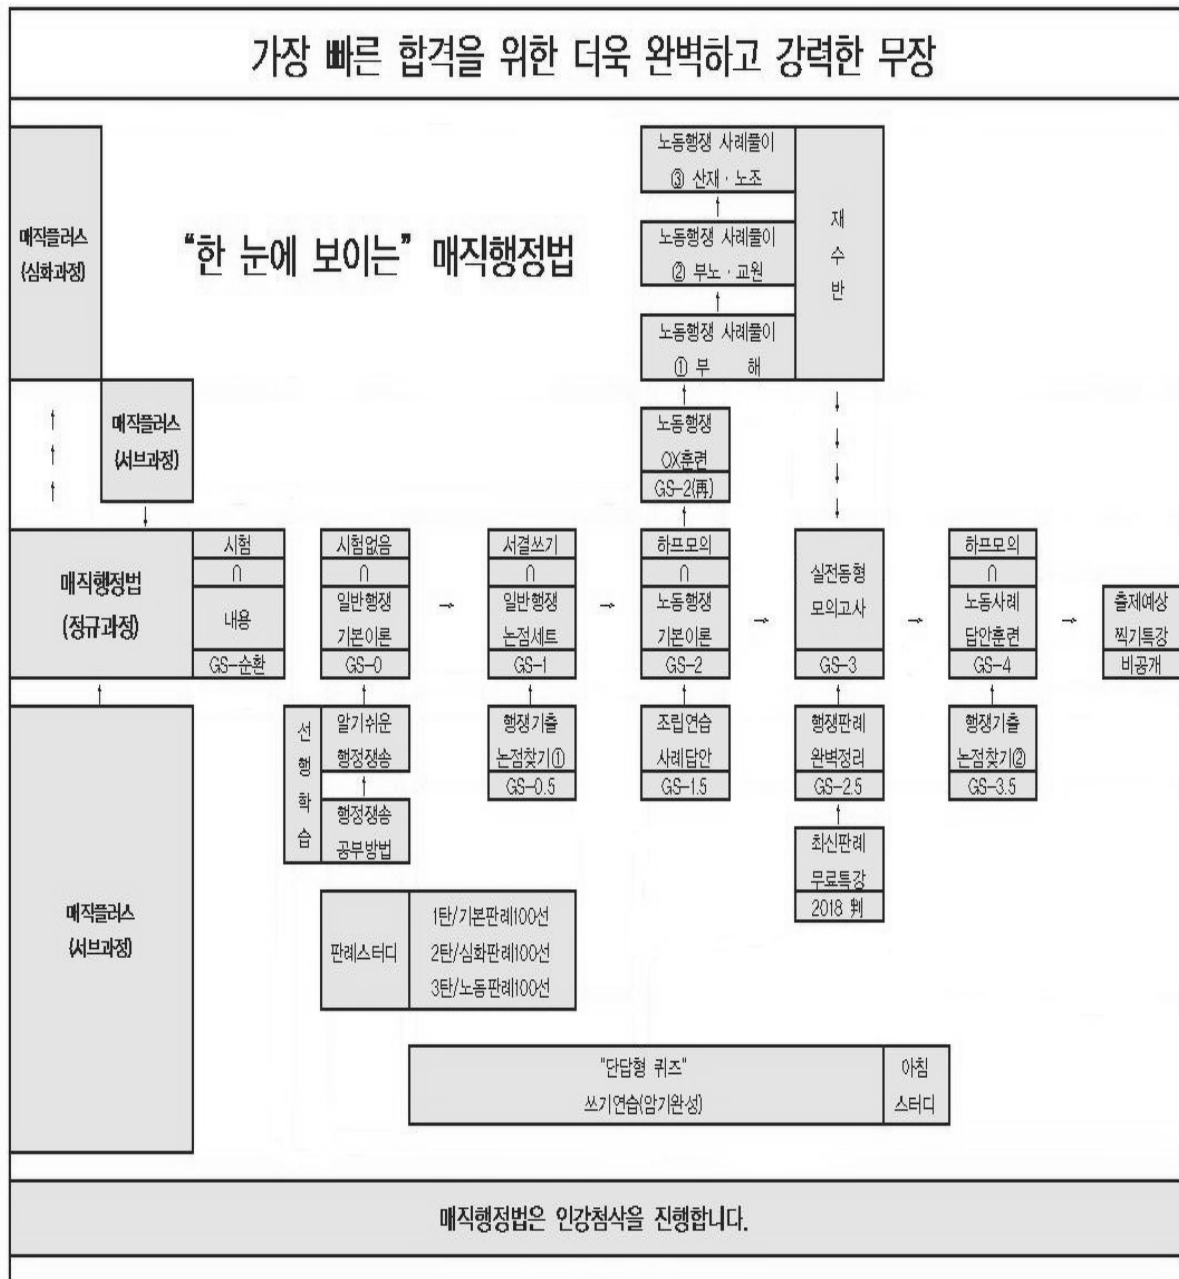 가장 빠른 합격을 위한 더욱 완벽하고 강력한 무장
매직플러스
(심화과정)
"한 눈에 보이는" 매직행정법
노동행쟁 사례풀이
③ 산재·노조
노동행쟁 사례풀이
② 부노·교원
노동행쟁 사례풀이
① 부 해
재
수
반
매직플러스
(서브과정)
노동행쟁
OX훈련
GS-2(再)
매직행정법
(정규과정)
시험
∩
내용
GS-순환
시험없음
∩
일반행쟁
기본이론
GS-0
서결쓰기
∩
일반행쟁
논점세트
GS-1
하프모의
∩
노동행쟁
기본이론
GS-2
실전동형
모의고사
GS-3
하프모의
∩
노동사례
답안훈련
GS-4
출제예상
찍기특강
비공개
매직플러스
(서브과정)
선
행
학
습
알기쉬운
행정쟁송
행정쟁송
공부방법
행쟁기출
논점찾기①
GS-0.5
조립연습
사례답안
GS-1.5
행쟁판례
완벽정리
GS-2.5
최신판례
무료특강
2018 判
행쟁기출
논점찾기②
GS-3.5
판례스터디
1탄/기본판례100선
2탄/심화판례100선
3탄/노동판례100선
"단답형 퀴즈"
쓰기연습(암기완성)
아침
스터디
매직행정법은 인강첨삭을 진행합니다.